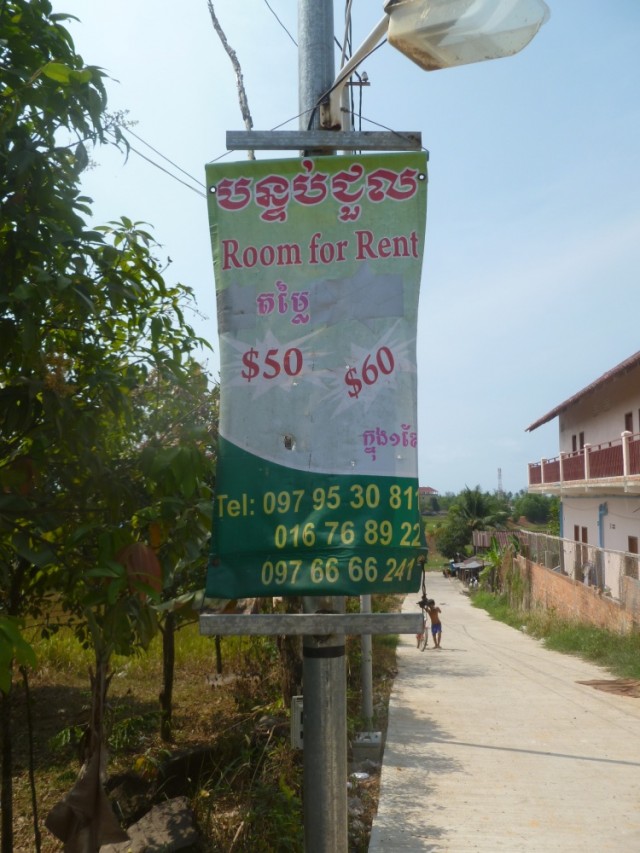 បន្ទប់ជួល
Room for Rent
តម្លៃ
$50 $60
ក្នុង១ខែ
Tel: 097 95 30 811
016 76 89 22
097 66 66 241